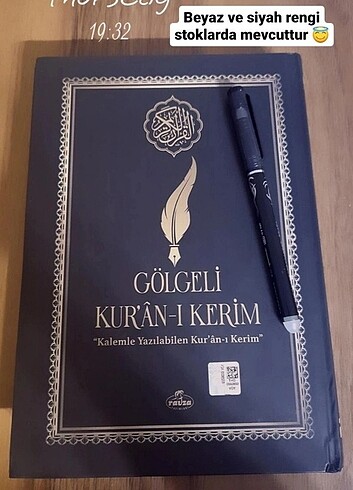 Beyaz ve siyah rengi
stoklarda mevcuttur
19:32
GÖLGELİ
KUR'ÂN-I KERİM
"Kalemle Yazılabilen Kur'ân-ı Kerim"
ravza